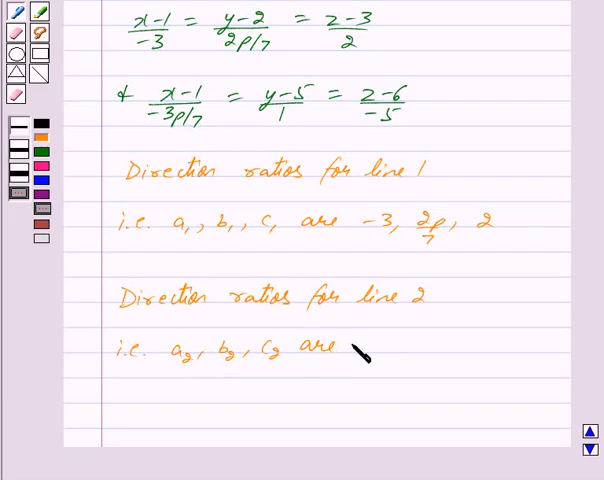 x-1/-3 = y-2/2p/7 = z-3/2
& x-1/-3p/7 = y-5/1 = z-6/-5
Direction ratios for line 1
i.e. a₁, b₁, c₁ are -3, 2p/7, 2
Direction ratios for line 2
i.e. a₂, b₂, c₂ are